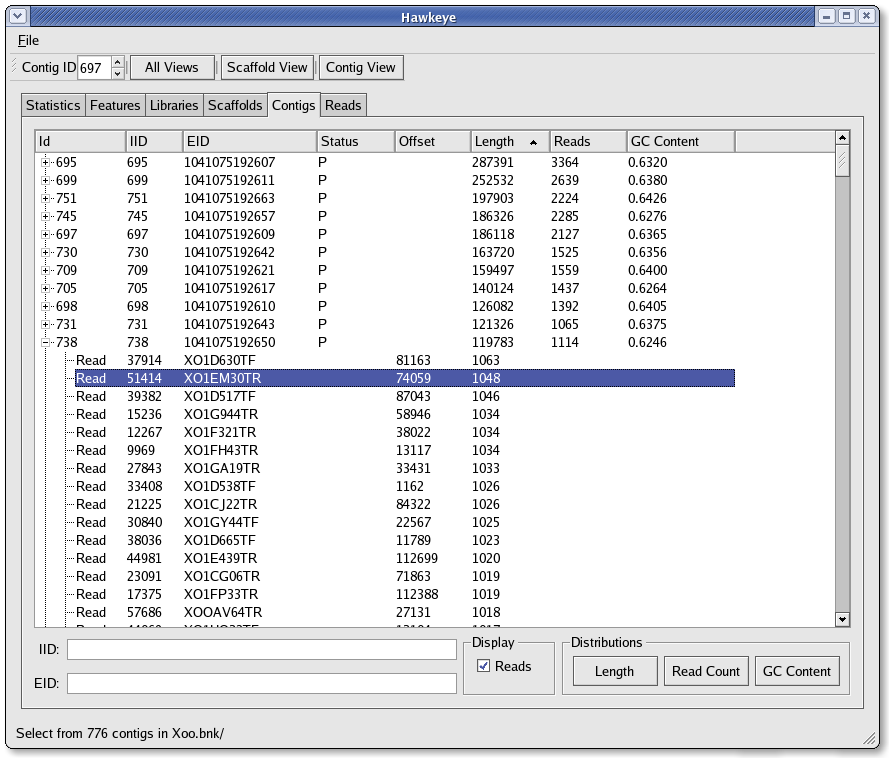 Hawkeye
File
Contig ID 697 All Views Scaffold View Contig View
Statistics Features Libraries Scaffolds Contigs Reads
Id IID EID Status Offset Length Reads GC Content
695 695 1041075192607 P 287391 3364 0.6320
699 699 1041075192611 P 252532 2639 0.6380
751 751 1041075192663 P 197903 2224 0.6426
745 745 1041075192657 P 186326 2285 0.6276
697 697 1041075192609 P 186118 2127 0.6365
730 730 1041075192642 P 163720 1525 0.6356
709 709 1041075192621 P 159497 1559 0.6400
705 705 1041075192617 P 140124 1437 0.6264
698 698 1041075192610 P 126082 1392 0.6405
731 731 1041075192643 P 121326 1065 0.6375
738 738 1041075192650 P 119783 1114 0.6246
Read 37914 XO1D630TF 81163 1063
Read 51414 XO1EM30TR 74059 1048
Read 39382 XO1D517TF 87043 1046
Read 15236 XO1G944TR 58946 1034
Read 12267 XO1F321TR 38022 1034
Read 9969 XO1FH43TR 13117 1034
Read 27843 XO1GA19TR 33431 1033
Read 33408 XO1D538TF 1162 1026
Read 21225 XO1CJ22TR 84322 1026
Read 30840 XO1GY44TF 22567 1025
Read 38036 XO1D665TF 11789 1023
Read 44981 XO1E439TR 112699 1020
Read 23091 XO1CG06TR 71863 1019
Read 17375 XO1FP33TR 112388 1019
Read 57686 XOOAV64TR 27131 1018
IID:
EID:
Display
Reads
Distributions
Length Read Count GC Content
Select from 776 contigs in Xoo.bnk/